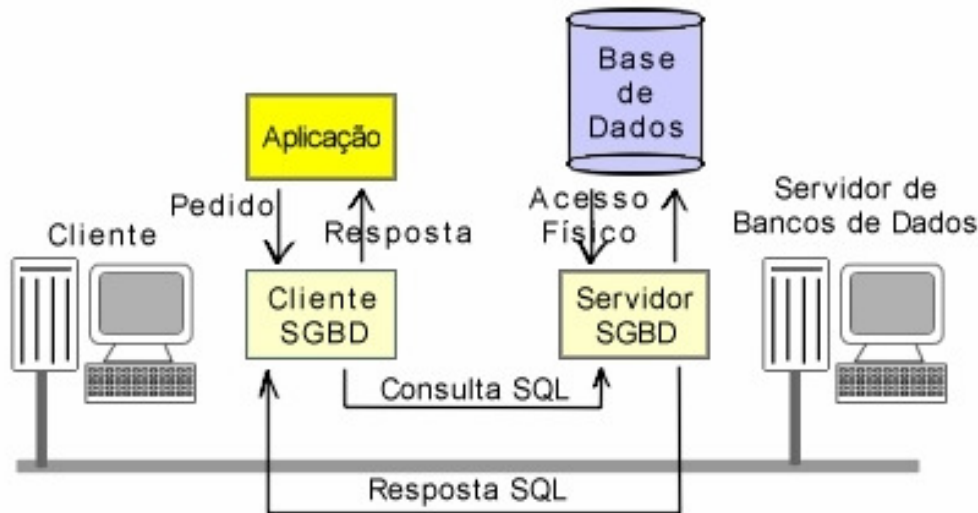 Base
de
Dados
Aplicação
Pedido
Resposta
Acesso
Físico
Cliente
Servidor de
Bancos de Dados
Cliente
SGBD
Servidor
SGBD
Consulta SQL
Resposta SQL